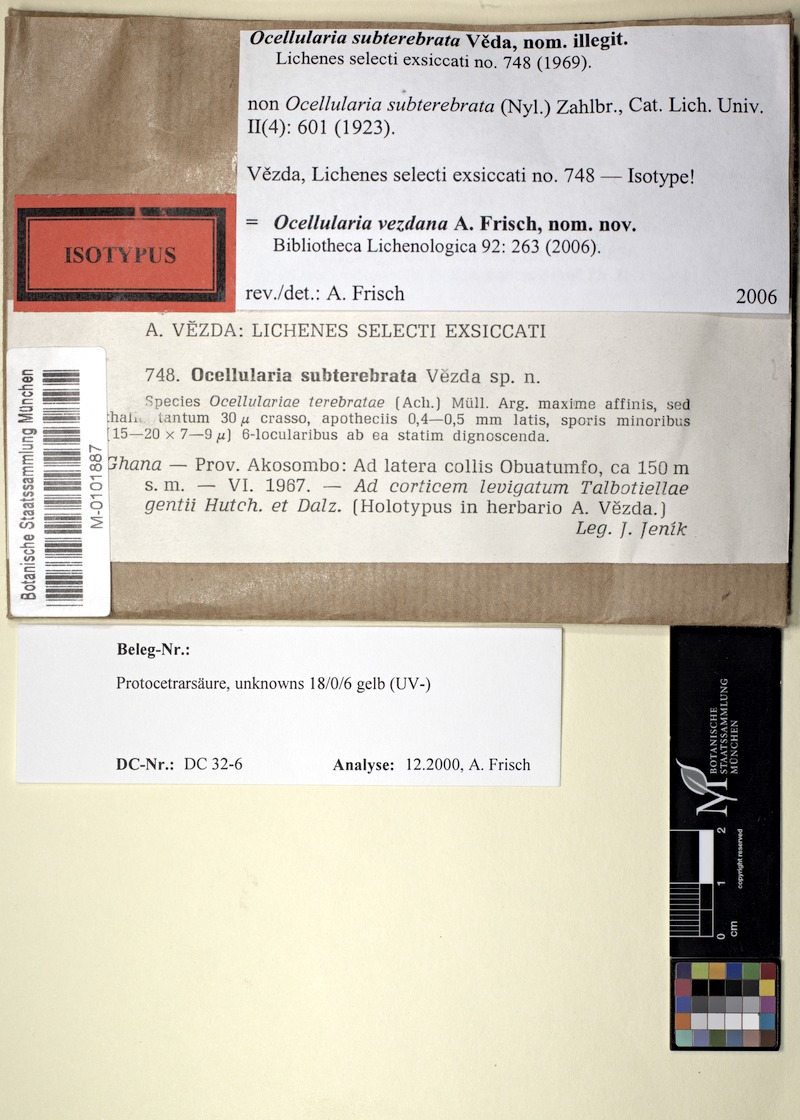 Ocellularia subterebrata Věda, nom. illegit.
Lichenes selecti exsiccati no. 748 (1969).
non Ocellularia subterebrata (Nyl.) Zahlbr., Cat. Lich. Univ.
II(4): 601 (1923).
Vězda, Lichenes selecti exsiccati no. 748 — Isotype!
= Ocellularia vezdana A. Frisch, nom. nov.
Bibliotheca Lichenologica 92: 263 (2006).
rev./det.: A. Frisch 2006
ISOTYPUS
A. VĚZDA: LICHENES SELECTI EXSICCATI
748. Ocellularia subterebrata Vězda sp. n.
Species Ocellulariae terebratae (Ach.) Müll. Arg. maxime affinis, sed
tantum 30 μ crasso, apotheciis 0,4—0,5 mm latis, sporis minoribus
(15—20 × 7—9 μ) 6-locularibus ab ea statim dignoscenda.
Ghana — Prov. Akosombo: Ad latera collis Obuatumfo, ca 150 m
s. m. — VI. 1967. — Ad corticem levigatum Talbotiellae
gentii Hutch. et Dalz. (Holotypus in herbario A. Vězda.)
Leg. J. Jeník
Botanische Staatssammlung München
M-0101887
Beleg-Nr.:
Protocetrarsäure, unknowns 18/0/6 gelb (UV-)
DC-Nr.: DC 32-6 Analyse: 12.2000, A. Frisch
BOTANISCHE
STAATSSAMMLUNG
MÜNCHEN
0 1 2
cm
copyright reserved